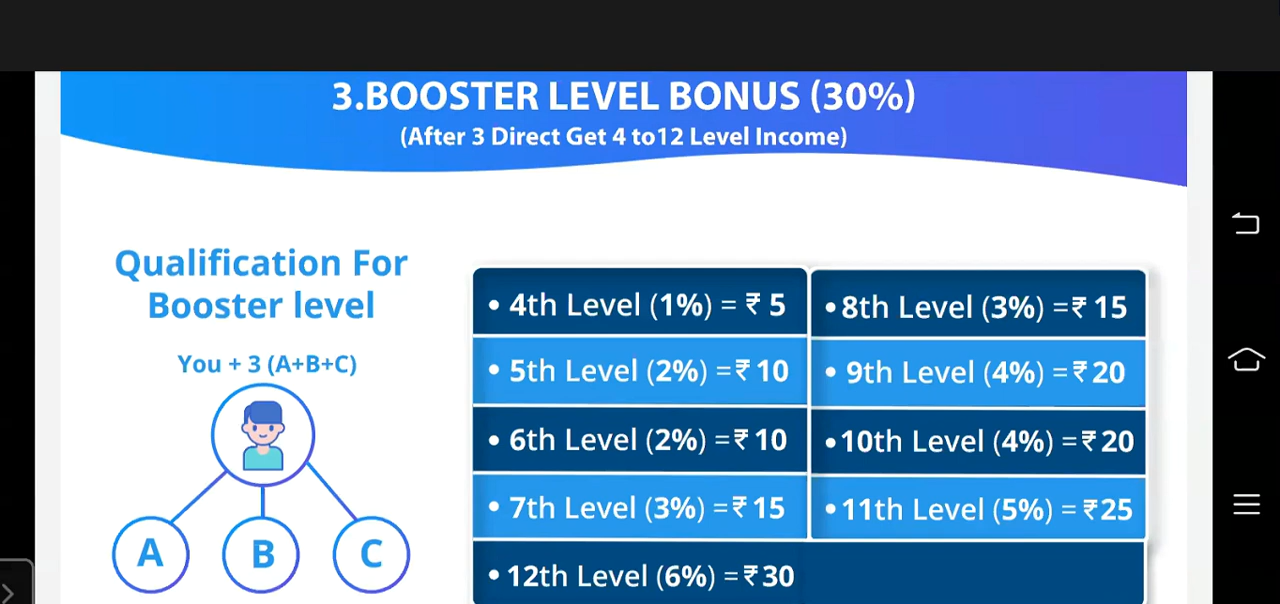 3.BOOSTER LEVEL BONUS (30%)
(After 3 Direct Get 4 to12 Level Income)
Qualification For
Booster level
You + 3 (A+B+C)
A B C
• 4th Level (1%) = ₹ 5
• 8th Level (3%) =₹ 15
• 5th Level (2%) =₹ 10
• 9th Level (4%) =₹ 20
• 6th Level (2%) =₹ 10
• 10th Level (4%) =₹ 20
• 7th Level (3%) =₹ 15
• 11th Level (5%) = ₹25
• 12th Level (6%) =₹30